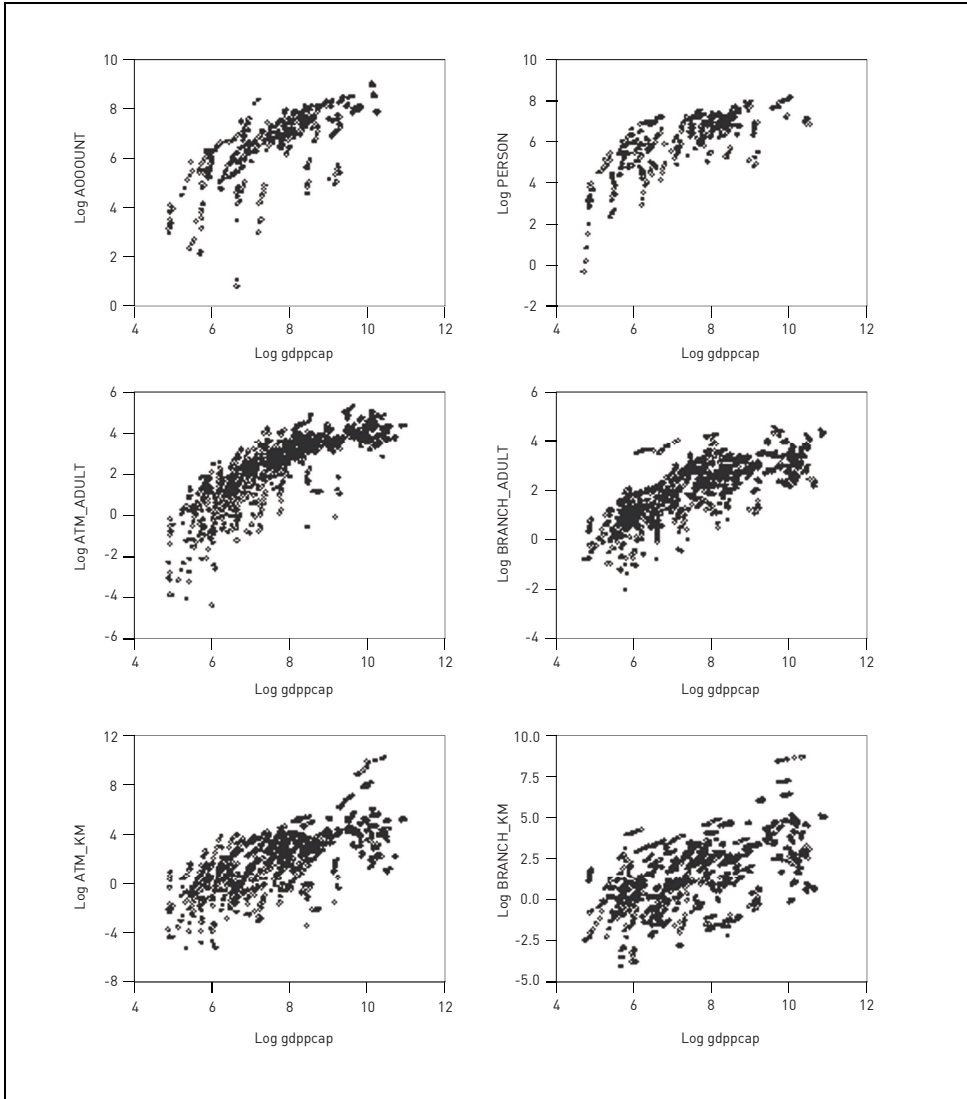 Log AOOOUNT
10
8
6
4
2
0
4 6 8 10 12
Log gdppcap
Log PERSON
10
8
6
4
2
0
-2
4 6 8 10 12
Log gdppcap
Log ATM_ADULT
6
4
2
0
-2
-4
-6
4 6 8 10 12
Log gdppcap
Log BRANCH_ADULT
6
4
2
0
-2
-4
4 6 8 10 12
Log gdppcap
Log ATM_KM
12
8
4
0
-4
-8
4 6 8 10 12
Log gdppcap
Log BRANCH_KM
10.0
7.5
5.0
2.5
0.0
-2.5
-5.0
4 6 8 10 12
Log gdppcap